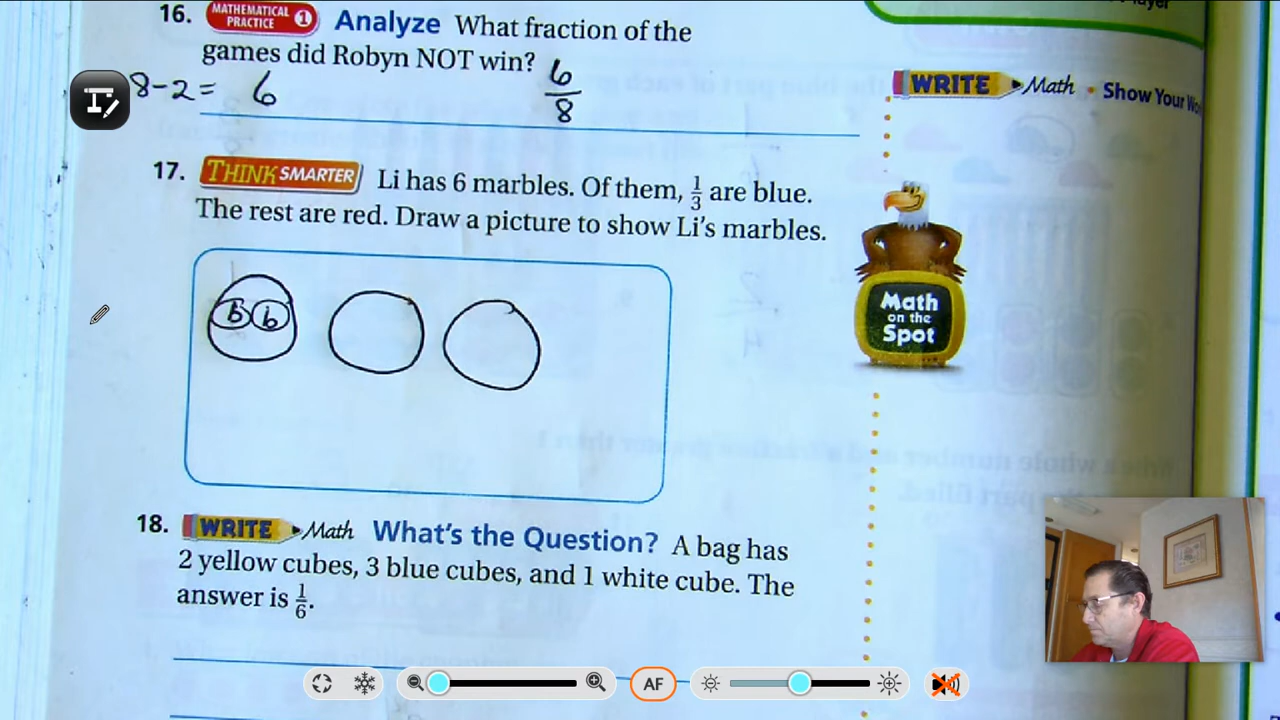 16. MATHEMATICAL PRACTICE 1 Analyze What fraction of the
games did Robyn NOT win?
8-2= 6
6
8
WRITE Math • Show Your
17. THINK SMARTER Li has 6 marbles. Of them, 1/3 are blue.
The rest are red. Draw a picture to show Li's marbles.
b b
Math
on the
Spot
18. WRITE Math What's the Question? A bag has
2 yellow cubes, 3 blue cubes, and 1 white cube. The
answer is 1/6.
AF